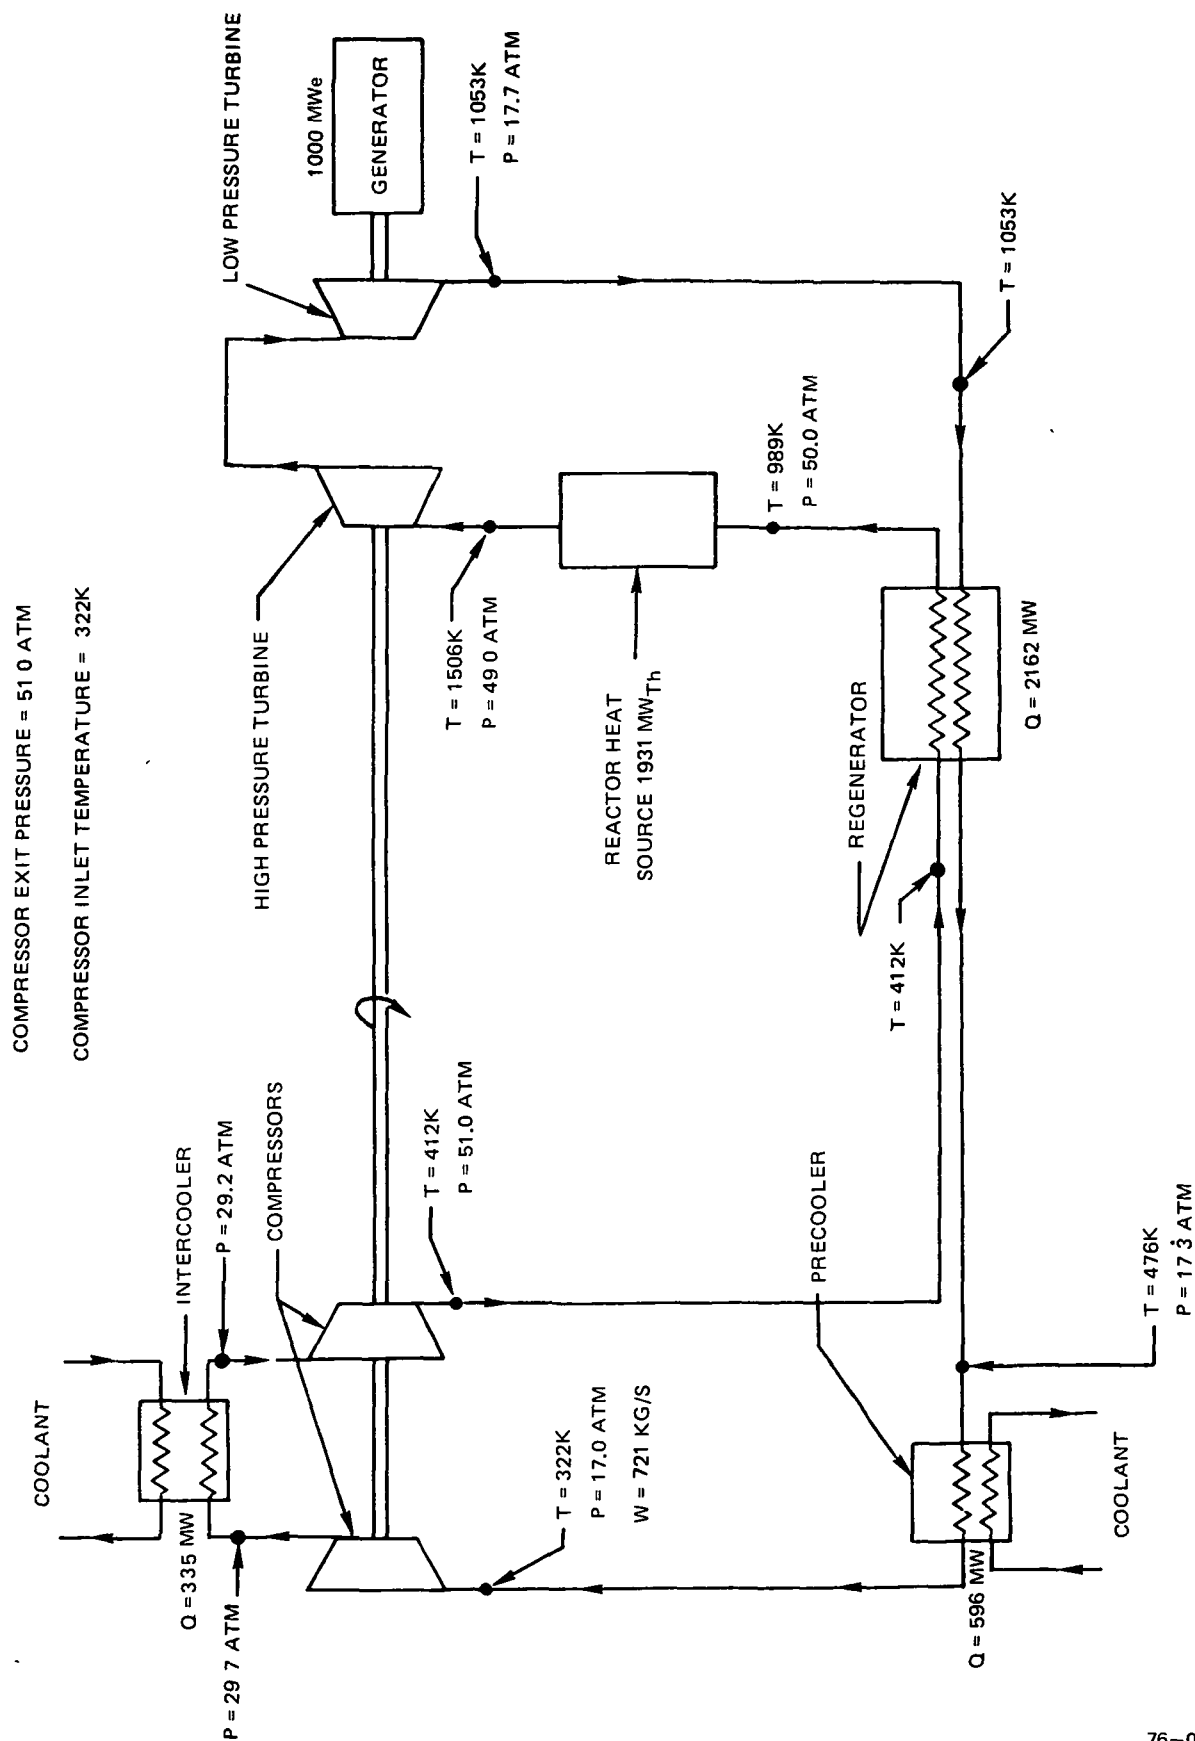 COMPRESSOR EXIT PRESSURE = 51 0 ATM
COMPRESSOR INLET TEMPERATURE = 322K
COOLANT
Q = 335 MW
P = 29 7 ATM
INTERCOOLER
P = 29.2 ATM
COMPRESSORS
HIGH PRESSURE TURBINE
LOW PRESSURE TURBINE
1000 MWe
GENERATOR
T = 412K
P = 51.0 ATM
T = 1506K
P = 49 0 ATM
T = 1053K
P = 17.7 ATM
T = 322K
P = 17.0 ATM
W = 721 KG/S
REACTOR HEAT
SOURCE 1931 MWTh
T = 989K
P = 50.0 ATM
PRECOOLER
REGENERATOR
T = 412K
T = 1053K
Q = 2162 MW
Q = 596 MW
COOLANT
T = 476K
P = 17 3 ATM